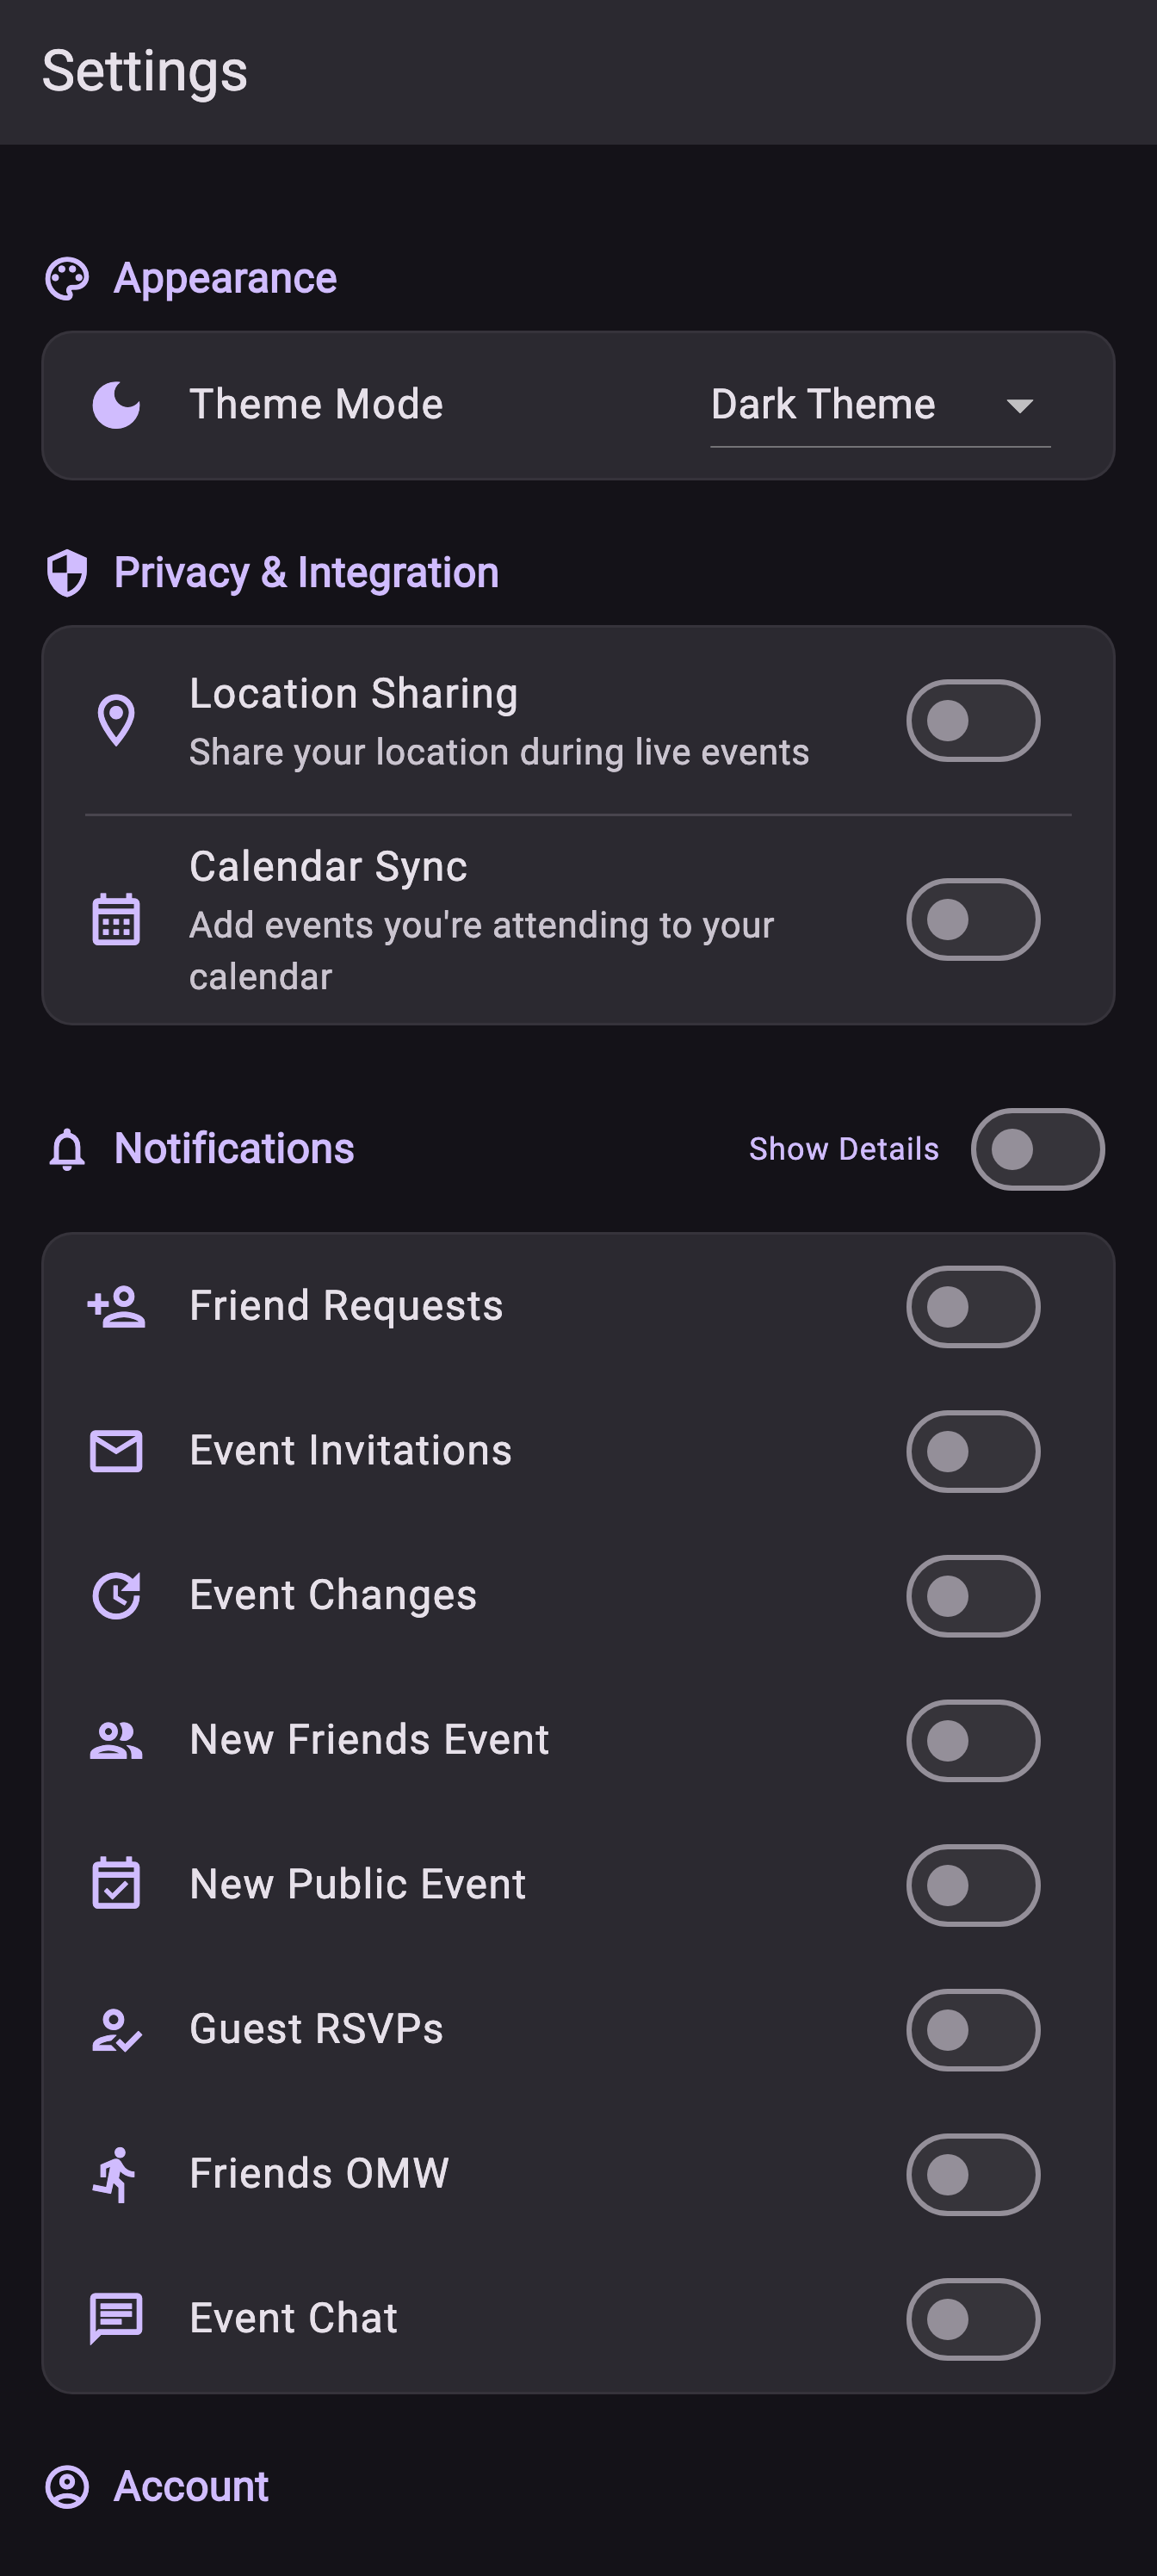 Settings
Appearance
Theme Mode
Dark Theme
Privacy & Integration
Location Sharing
Share your location during live events
Calendar Sync
Add events you're attending to your
calendar
Notifications
Show Details
Friend Requests
Event Invitations
Event Changes
New Friends Event
New Public Event
Guest RSVPs
Friends OMW
Event Chat
Account